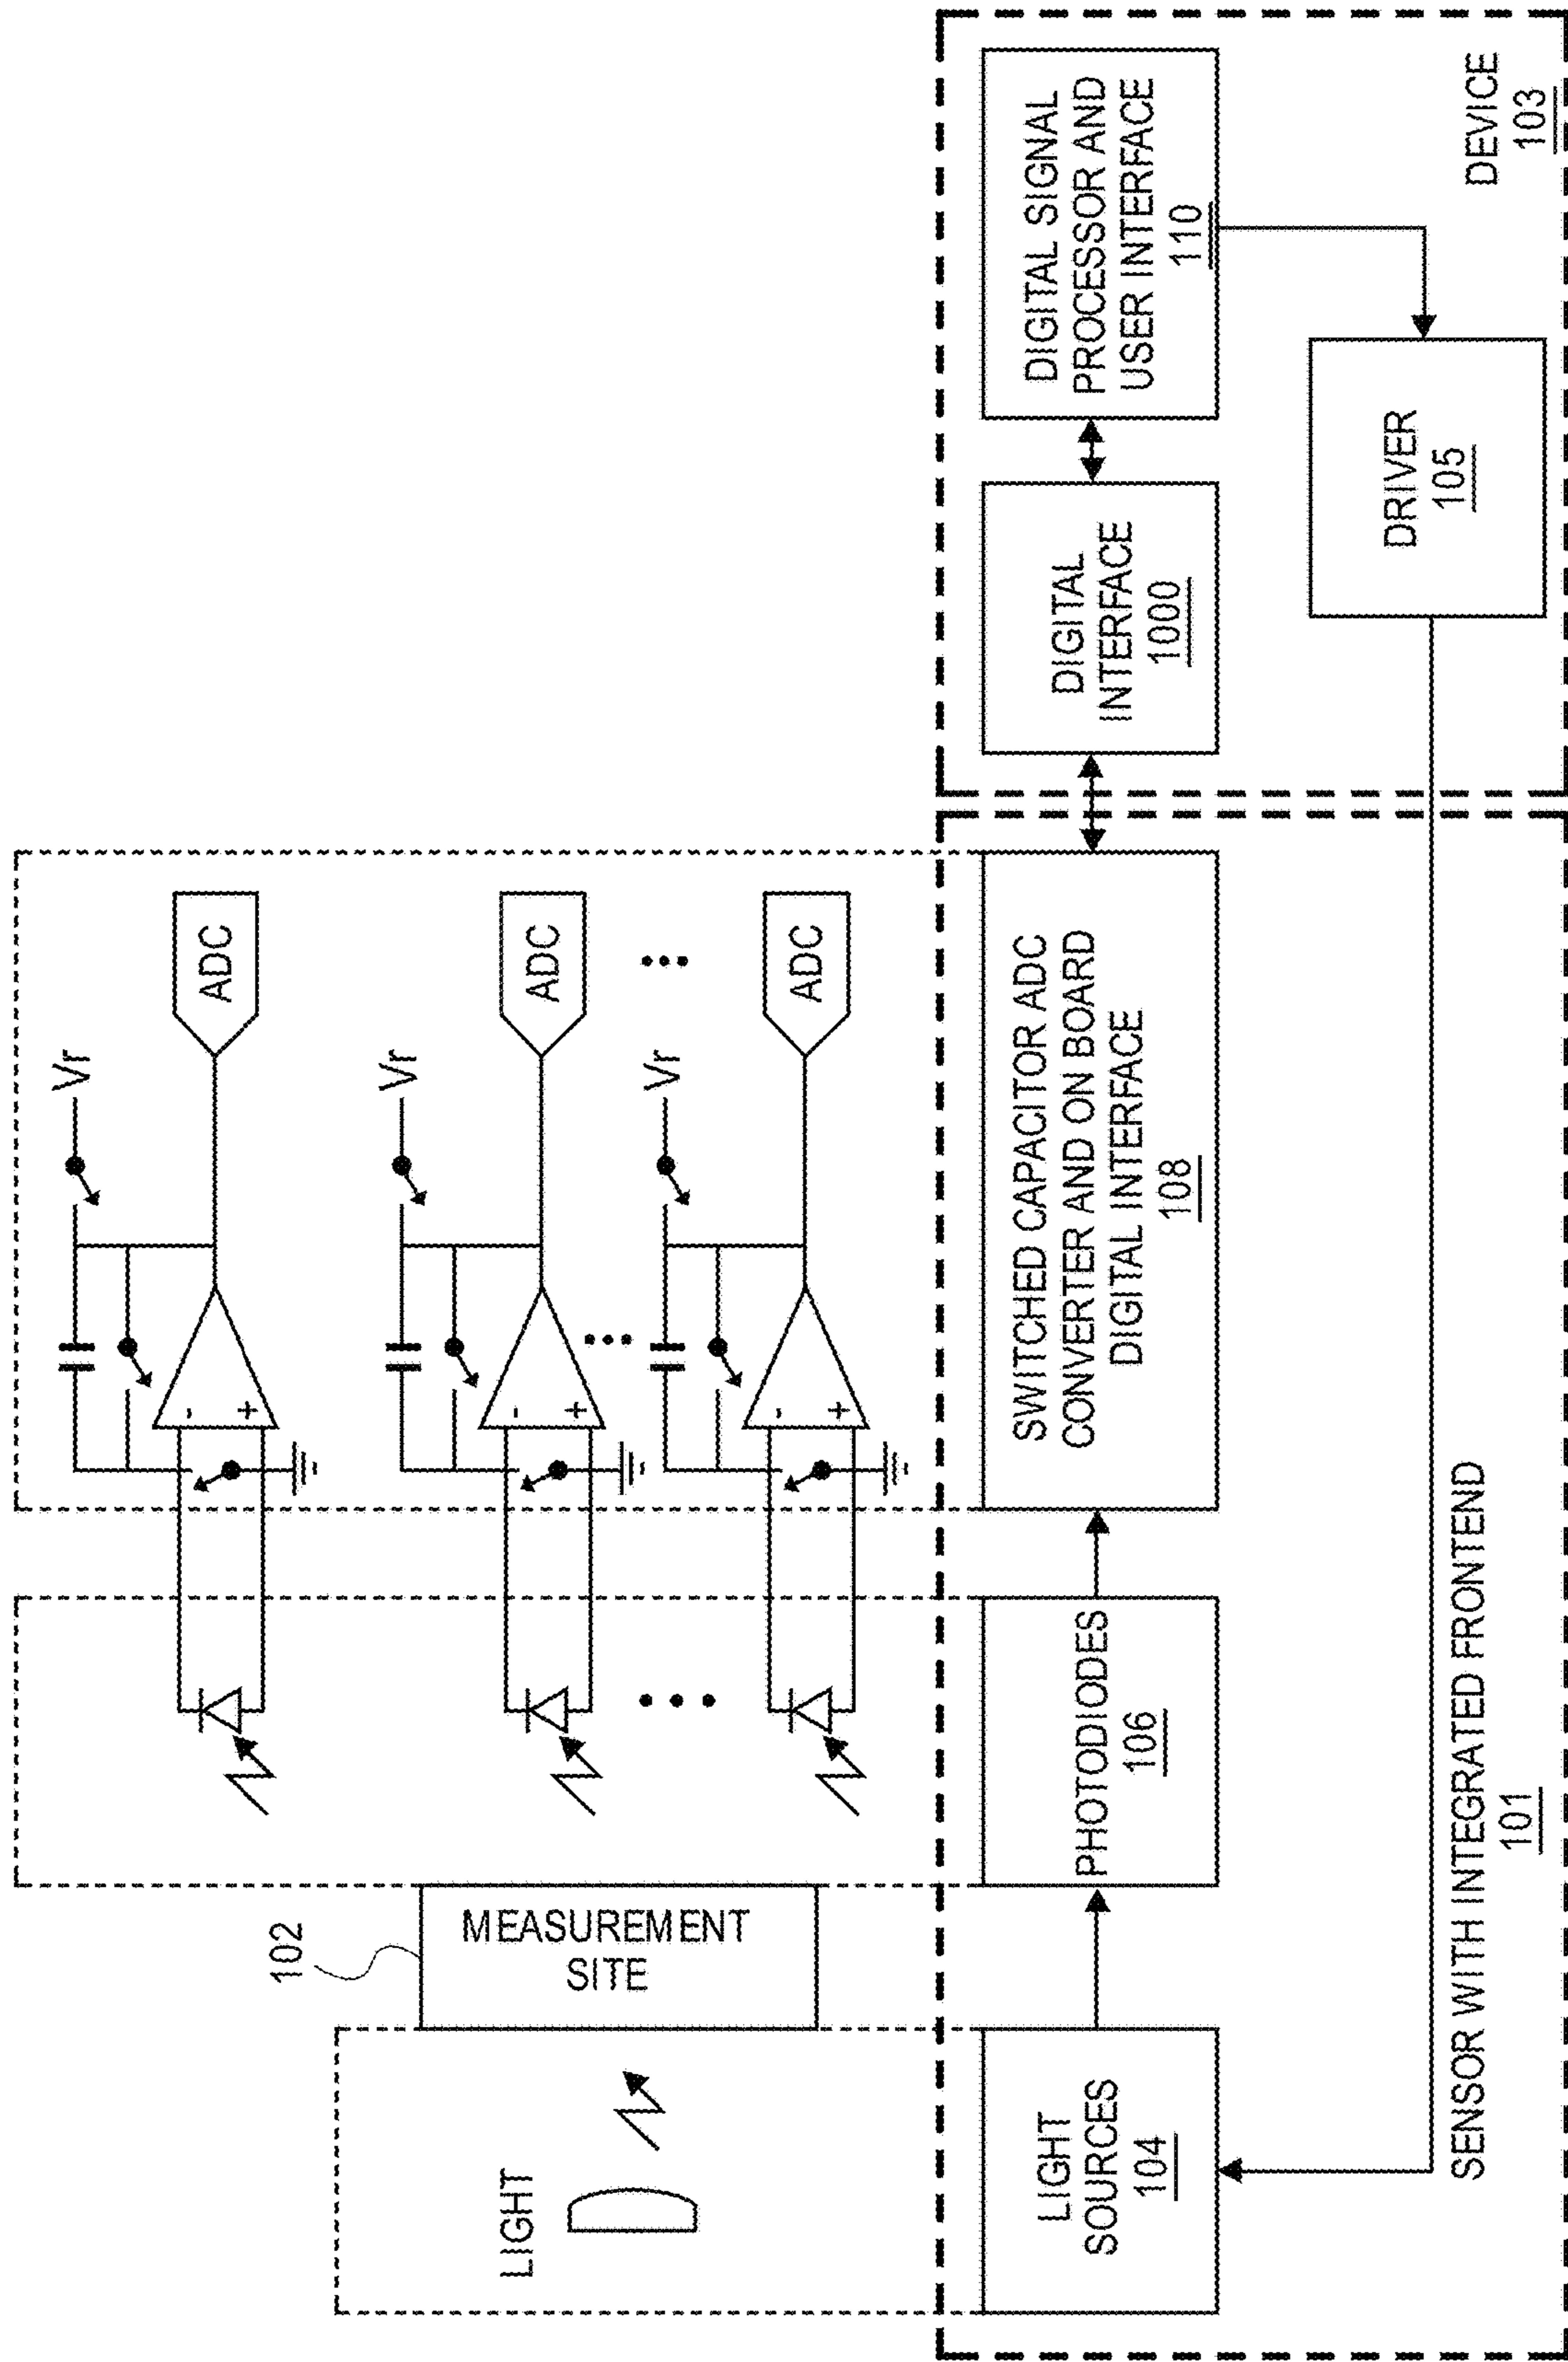 LIGHT
102
MEASUREMENT
SITE
-
+
Vr
ADC
-
+
Vr
ADC
-
+
Vr
ADC
LIGHT
SOURCES
104
PHOTODIODES
106
SWITCHED CAPACITOR ADC
CONVERTER AND ON BOARD
DIGITAL INTERFACE
108
DIGITAL
INTERFACE
1000
DIGITAL SIGNAL
PROCESSOR AND
USER INTERFACE
110
DRIVER
105
SENSOR WITH INTEGRATED FRONTEND
101
DEVICE
103